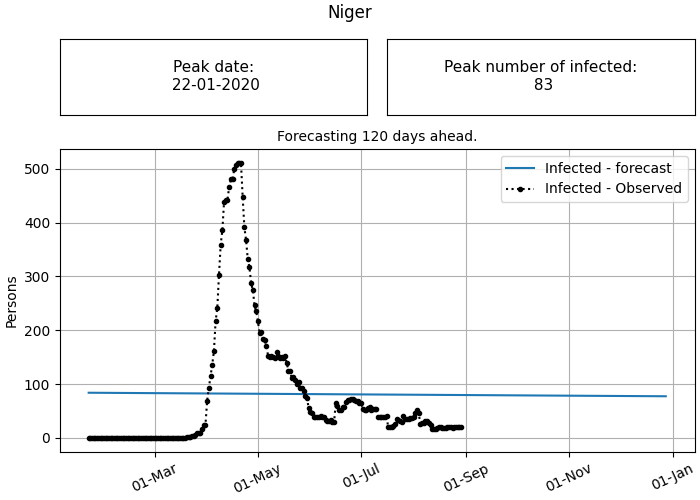 Niger
Peak date:
22-01-2020
Peak number of infected:
83
Forecasting 120 days ahead.
Infected - forecast
Infected - Observed
Persons
500
400
300
200
100
0
01-Mar
01-May
01-Jul
01-Sep
01-Nov
01-Jan